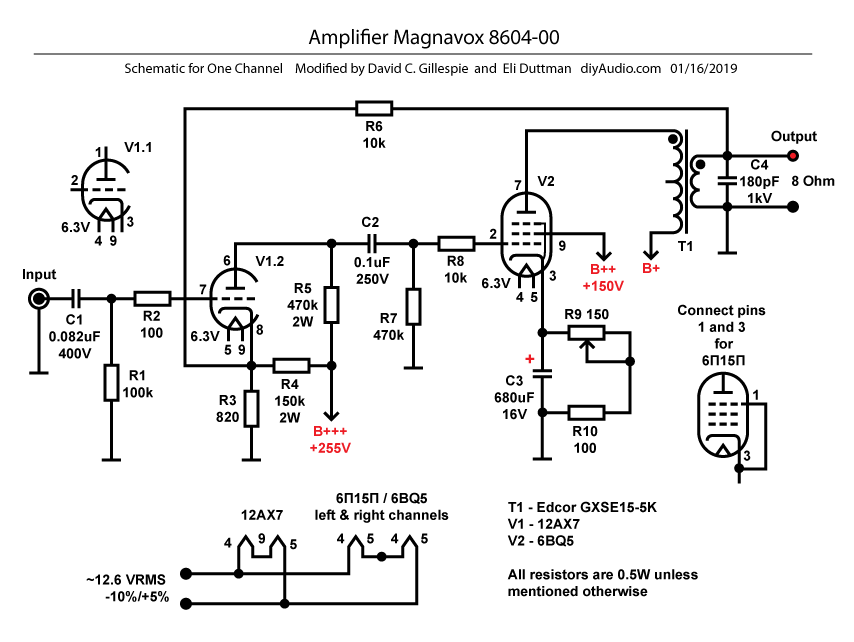 Amplifier Magnavox 8604-00
Schematic for One Channel Modified by David C. Gillespie and Eli Duttman diyAudio.com 01/16/2019
R6
10k
1
V1.1
2
6.3V
3
4 9
7
V2
Output
C4
180pF
1kV
8 Ohm
T1
B+
C2
0.1uF
250V
R8
10k
2
9
B++
+150V
6.3V
3
4 5
6
V1.2
R5
470k
2W
R7
470k
Input
C1
0.082uF
400V
R2
100
7
6.3V
8
5 9
R1
100k
R3
820
R4
150k
2W
B+++
+255V
R9 150
+
C3
680uF
16V
R10
100
Connect pins
1 and 3
for
6П15П
1
3
12AX7
4 9 5
6П15П / 6BQ5
left & right channels
4 5 4 5
~12.6 VRMS
-10%/+5%
T1 - Edcor GXSE15-5K
V1 - 12AX7
V2 - 6BQ5
All resistors are 0.5W unless
mentioned otherwise